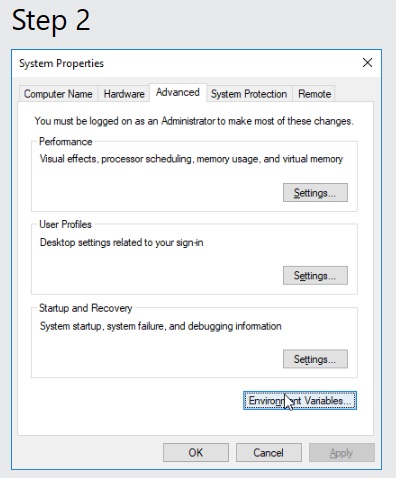 Step 2
System Properties
Computer Name Hardware Advanced System Protection Remote
You must be logged on as an Administrator to make most of these changes.
Performance
Visual effects, processor scheduling, memory usage, and virtual memory
Settings...
User Profiles
Desktop settings related to your sign-in
Settings...
Startup and Recovery
System startup, system failure, and debugging information
Settings...
Environment Variables...
OK Cancel Apply